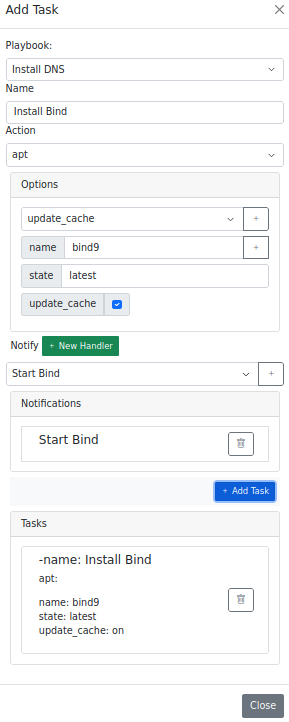 Add Task
Playbook:
Install DNS
Name
Install Bind
Action
apt
Options
update_cache +
name bind9 +
state latest
update_cache
Notify + New Handler
Start Bind +
Notifications
Start Bind
+ Add Task
Tasks
-name: Install Bind
apt:
name: bind9
state: latest
update_cache: on
Close